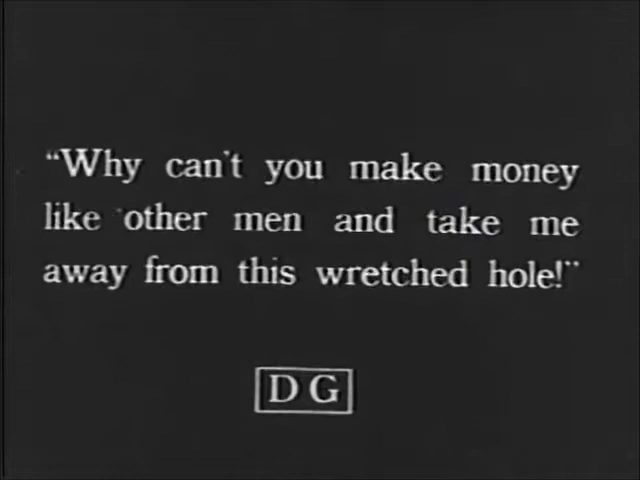 "Why can't you make money
like other men and take me
away from this wretched hole!"
DG